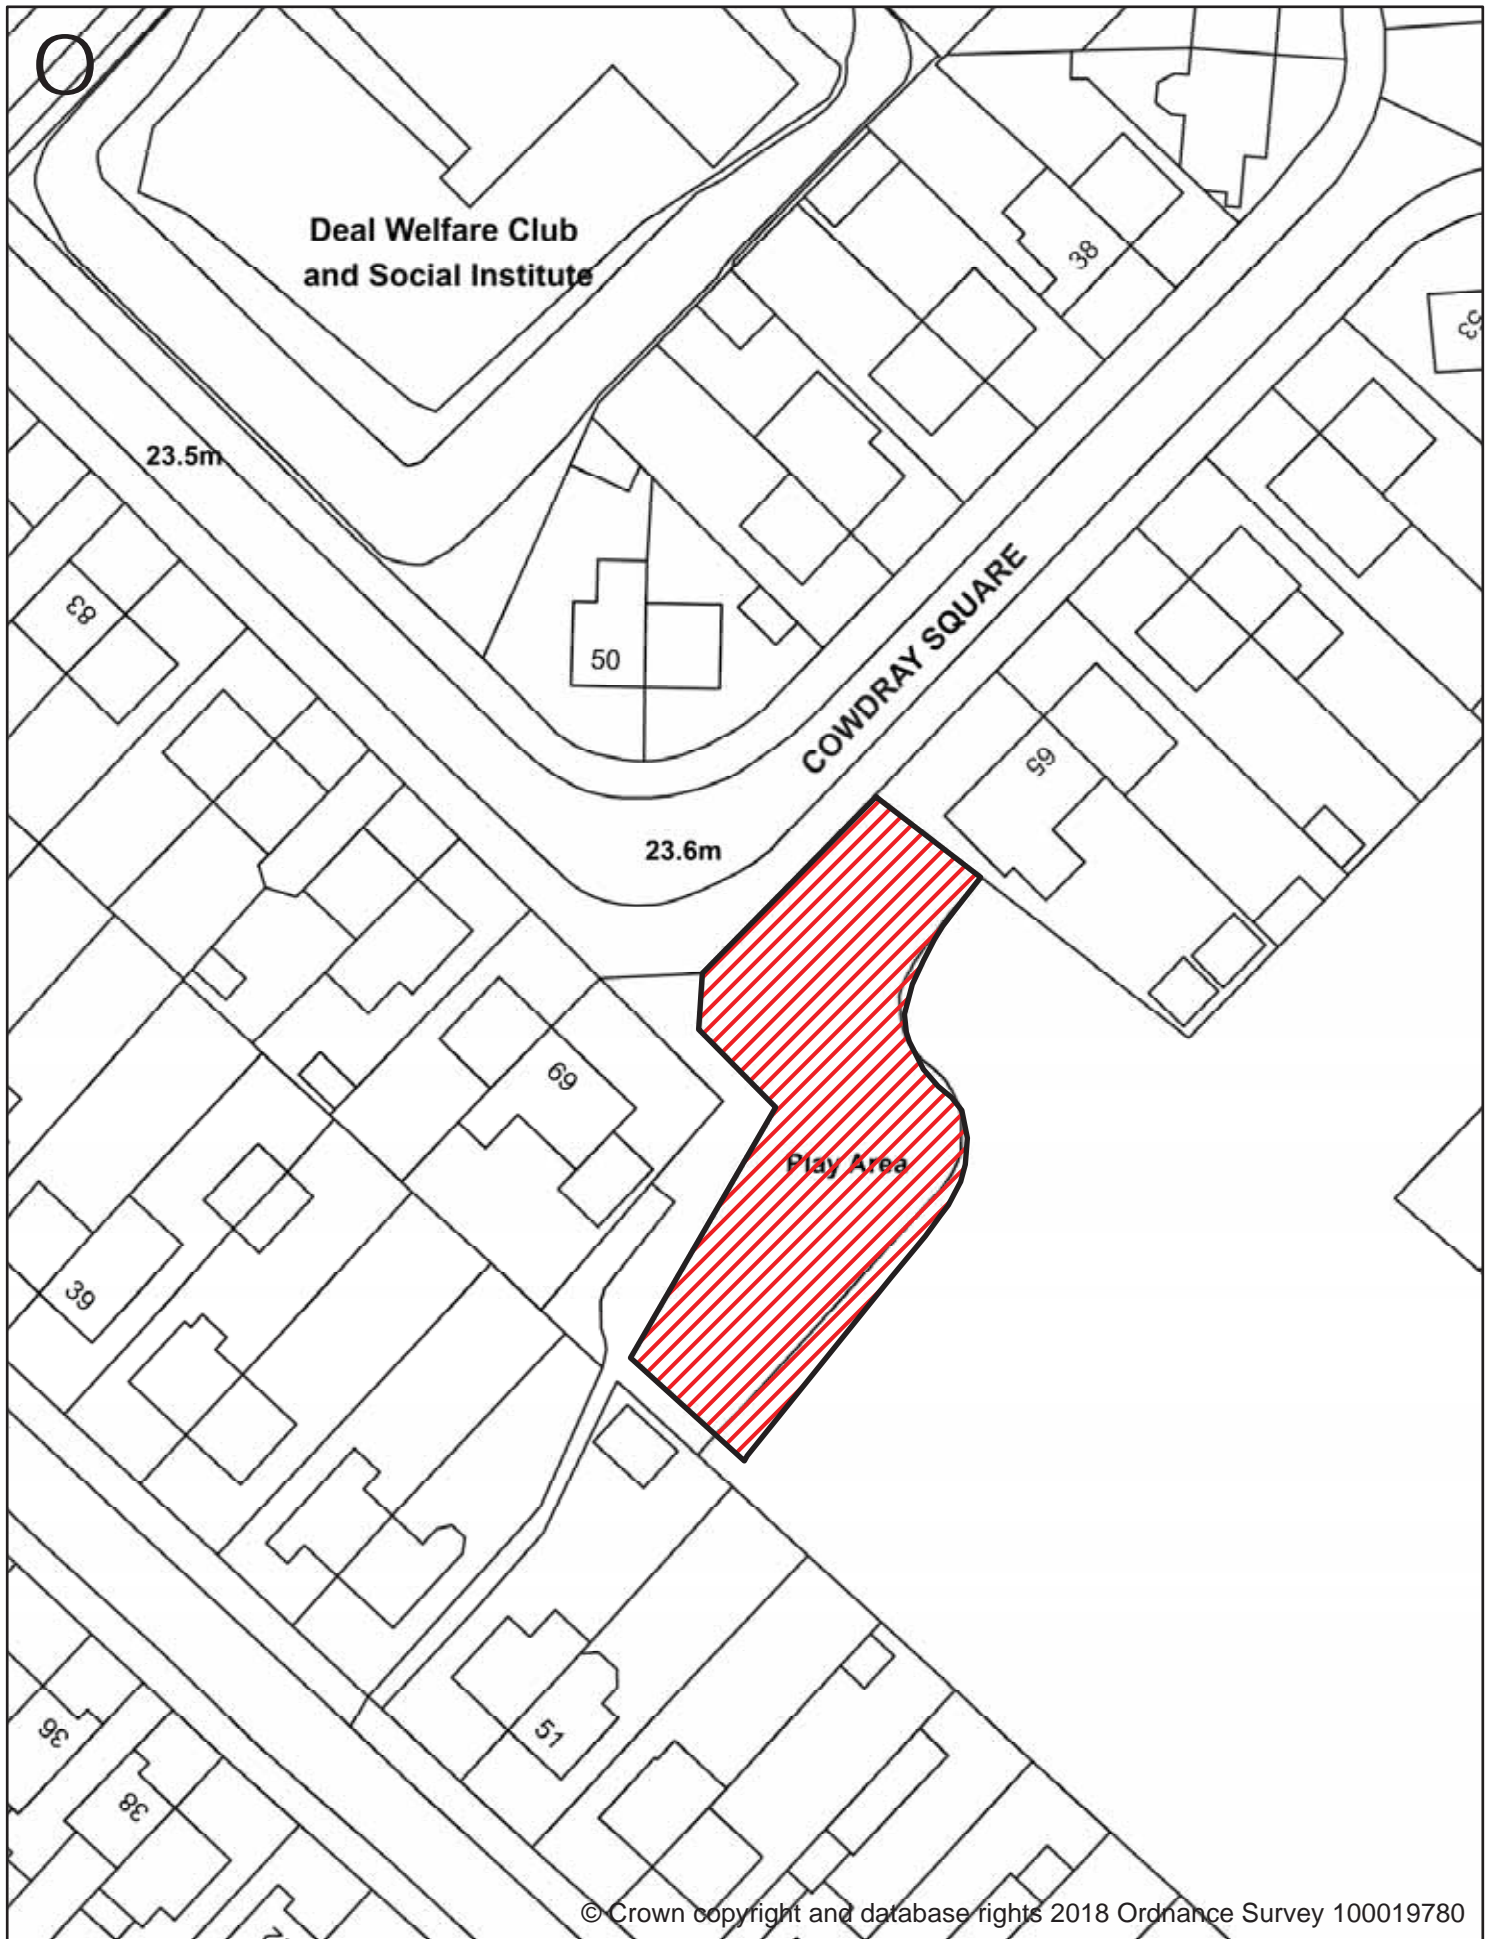 O
Deal Welfare Club
and Social Institute
38
53
23.5m
83
50
COWDRAY SQUARE
65
23.6m
69
Play Area
39
51
36
38
© Crown copyright and database rights 2018 Ordnance Survey 100019780